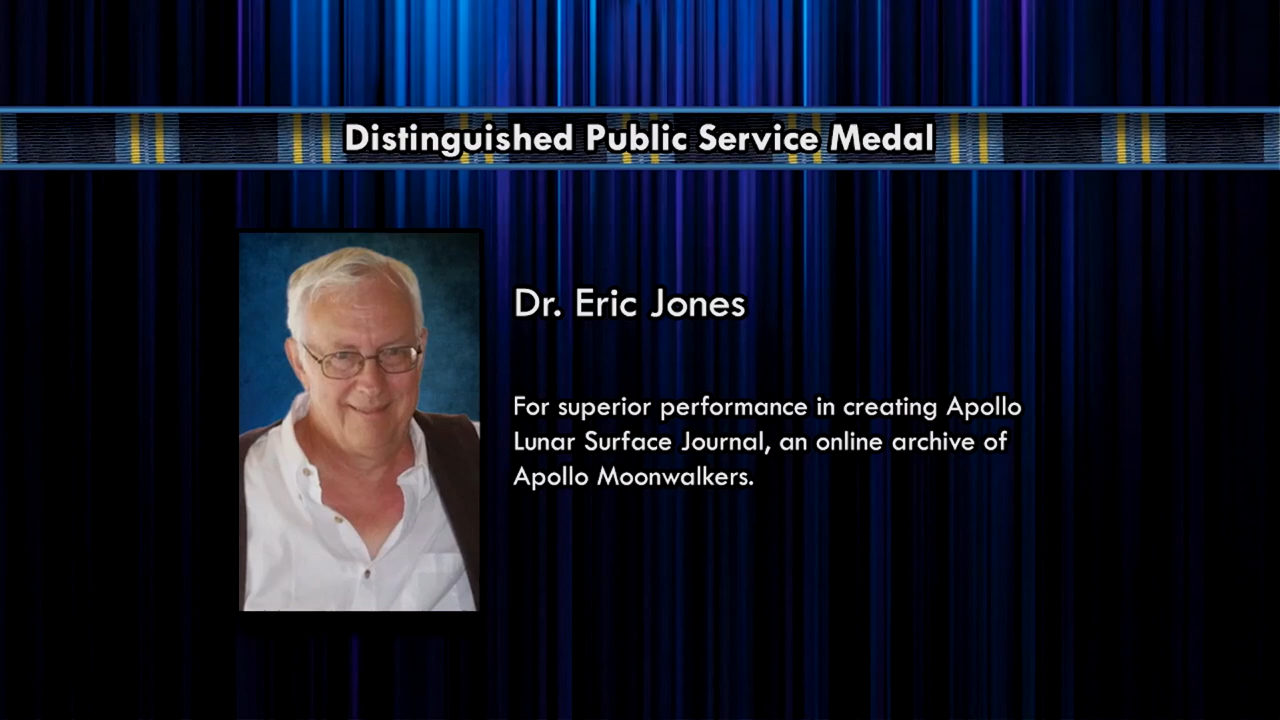 Distinguished Public Service Medal
Dr. Eric Jones
For superior performance in creating Apollo
Lunar Surface Journal, an online archive of
Apollo Moonwalkers.